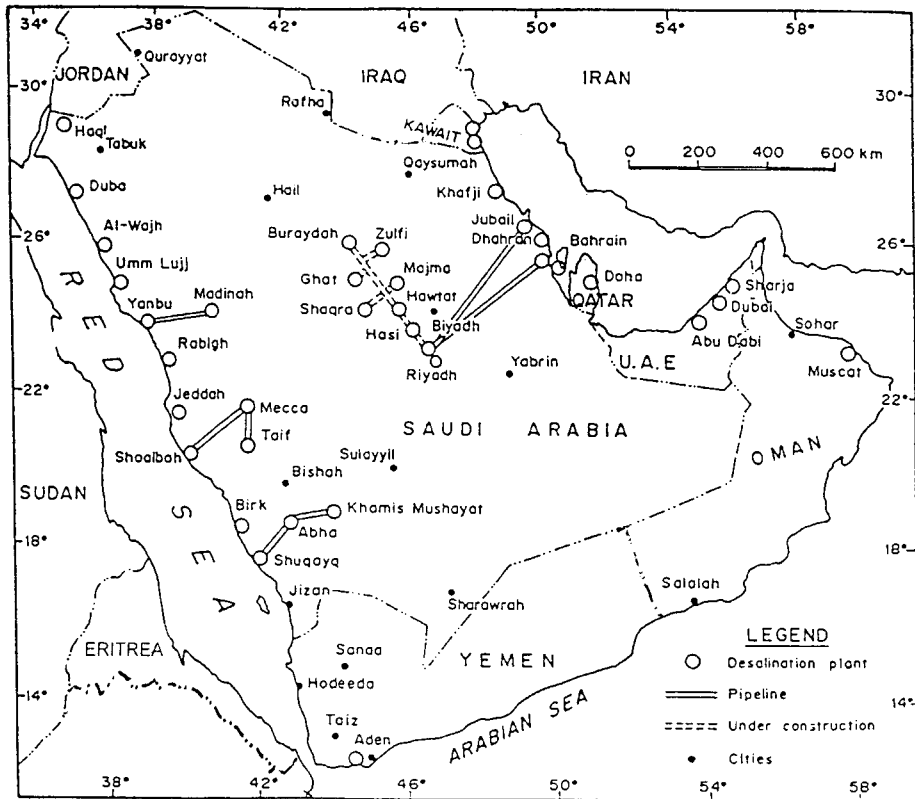 34° 38° 42° 46° 50° 54° 58°
JORDAN
Qurayyat
IRAQ
IRAN
30°
30°
Rafha
KAWAIT
0 200 400 600 km
Haql
Tabuk
Qaysumah
Duba
Hail
Khafji
26°
26°
Al-Wajh
Buraydah
Zulfi
Jubail
Dhahran
Bahrain
Umm Lujj
Ghat
Majma
Daha
Sharja
Yanbu
Madinah
Shaqra
Hawtat
QATAR
Dubai
Hasi
Biyadh
Abu Dabi
Sohar
Rabigh
Riyadh
Yabrin
U.A.E
Muscat
22°
22°
Jeddah
Mecca
SAUDI ARABIA
Taif
OMAN
Shoaibah
Sulayyil
Bishah
SUDAN
RED SEA
Birk
Khamis Mushayat
Abha
18°
18°
Shuqayq
Jizan
Sharawrah
Salalah
ERITREA
Sanaa
YEMEN
LEGEND
Desalination plant
14°
Hodeeda
Pipeline
14°
ARABIAN SEA
Under construction
Taiz
Aden
Cities
38° 42° 46° 50° 54° 58°